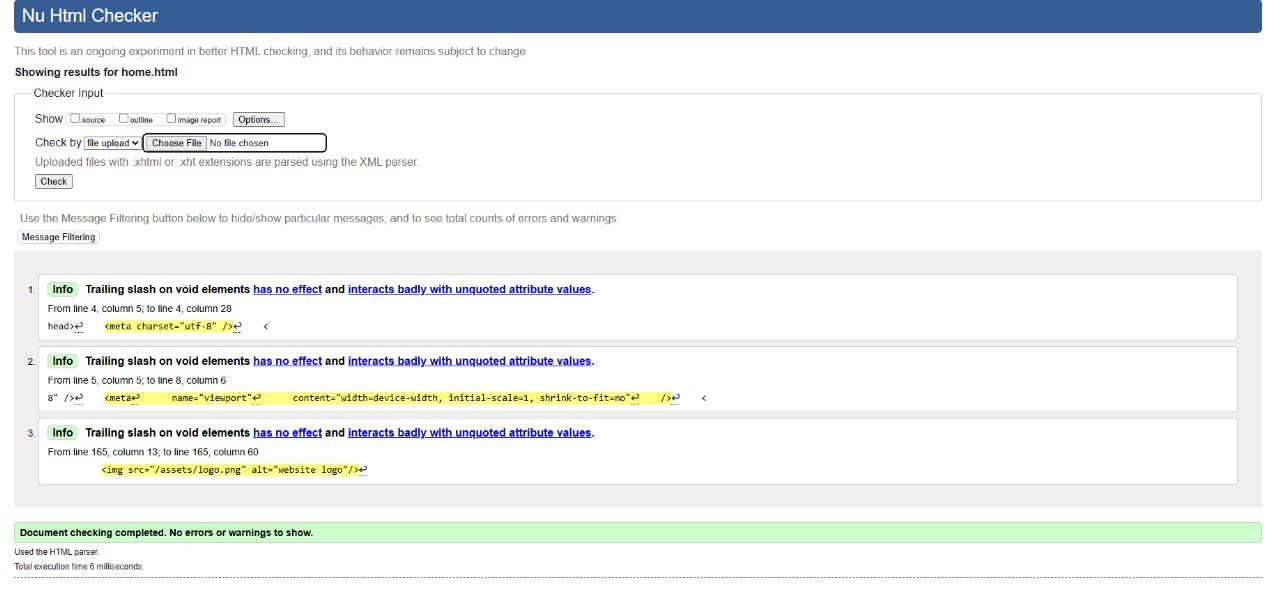 Nu Html Checker
This tool is an ongoing experiment in better HTML checking, and its behavior remains subject to change
Showing results for home.html
Checker Input
Show source outline image report Options...
Check by file upload Choose File No file chosen
Uploaded files with .xhtml or .xht extensions are parsed using the XML parser.
Check
Use the Message Filtering button below to hide/show particular messages, and to see total counts of errors and warnings.
Message Filtering
1. Info Trailing slash on void elements has no effect and interacts badly with unquoted attribute values.
From line 4, column 5; to line 4, column 28
head>↩ <meta charset="utf-8" />↩ <
2. Info Trailing slash on void elements has no effect and interacts badly with unquoted attribute values.
From line 5, column 5; to line 8, column 6
8" />↩ <meta↩ name="viewport"↩ content="width=device-width, initial-scale=1, shrink-to-fit=no"↩ />↩ <
3. Info Trailing slash on void elements has no effect and interacts badly with unquoted attribute values.
From line 165, column 13; to line 165, column 60
<img src="/assets/logo.png" alt="website logo"/>↩
Document checking completed. No errors or warnings to show.
Used the HTML parser.
Total execution time 6 milliseconds.